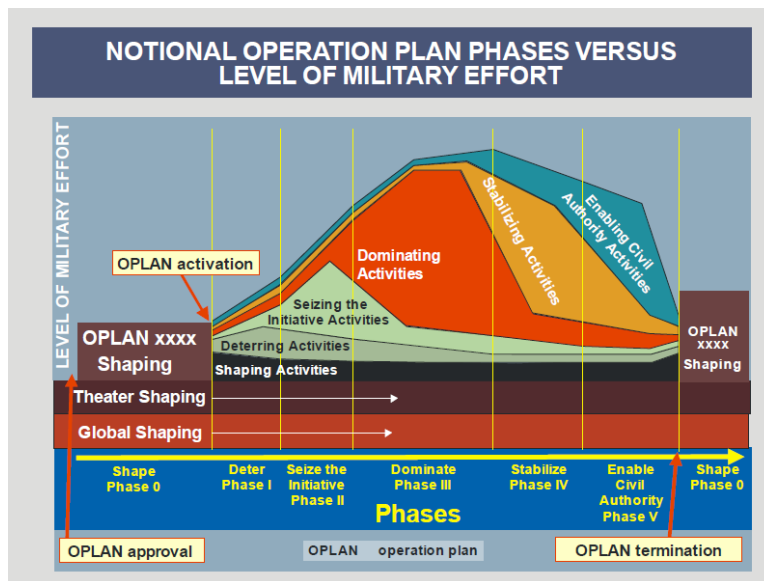 NOTIONAL OPERATION PLAN PHASES VERSUS
LEVEL OF MILITARY EFFORT
LEVEL OF MILITARY EFFORT
OPLAN activation
OPLAN xxxx
Shaping
Enabling Civil
Authority Activities
Stabilizing Activities
Dominating
Activities
Seizing the
Initiative Activities
Deterring Activities
Shaping Activities
OPLAN
xxxx
Shaping
Theater Shaping
Global Shaping
Shape
Phase 0
Deter
Phase I
Seize the
Initiative
Phase II
Dominate
Phase III
Stabilize
Phase IV
Enable
Civil
Authority
Phase V
Shape
Phase 0
Phases
OPLAN approval
OPLAN operation plan
OPLAN termination